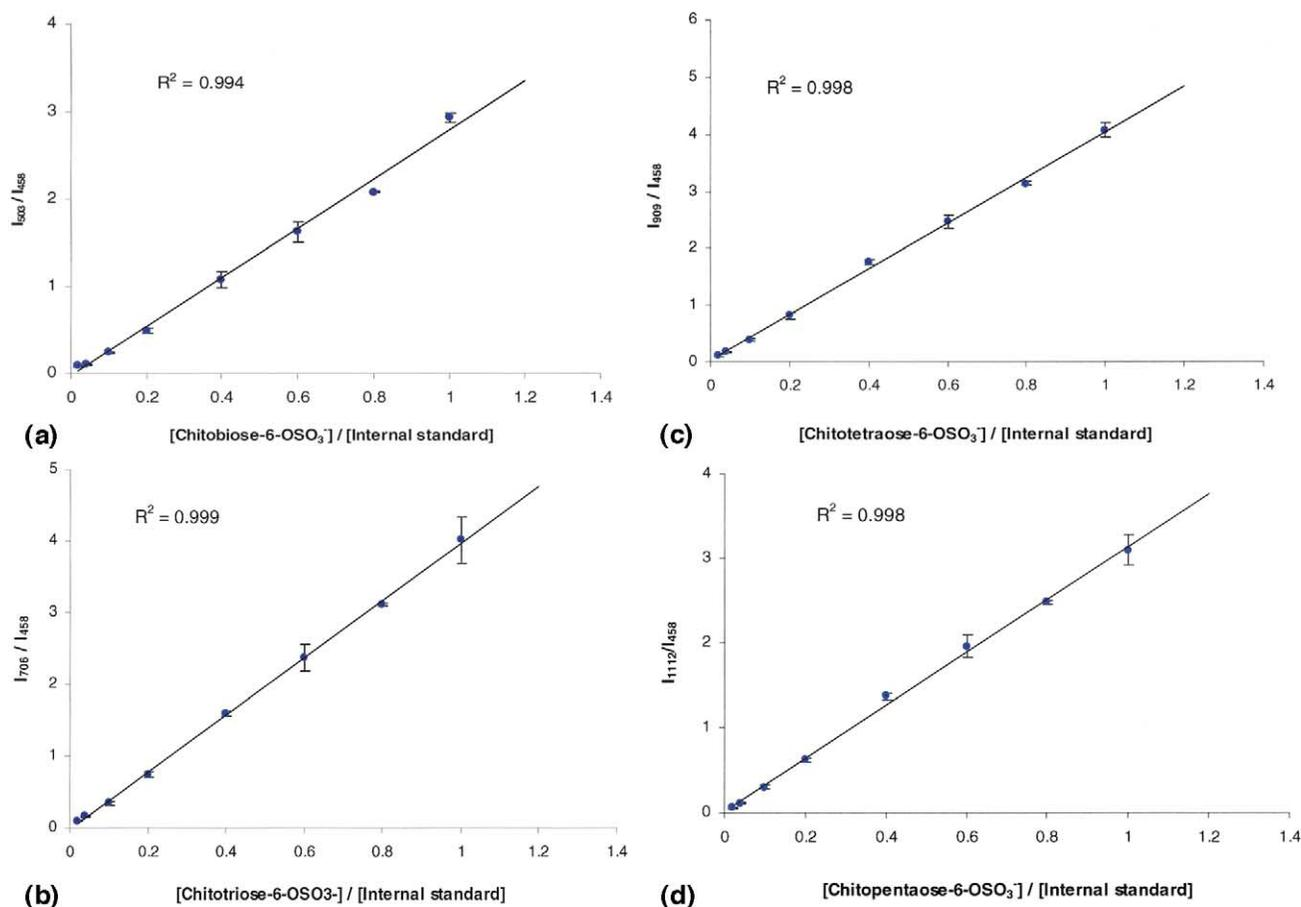 4
3
2
1
0
R² = 0.994
I₅₀₃ / I₄₅₈
0 0.2 0.4 0.6 0.8 1 1.2 1.4
(a) [Chitobiose-6-OSO₃⁻] / [Internal standard]
6
5
4
3
2
1
0
R² = 0.998
I₉₀₉ / I₄₅₈
0 0.2 0.4 0.6 0.8 1 1.2 1.4
(c) [Chitotetraose-6-OSO₃⁻] / [Internal standard]
5
4
3
2
1
0
R² = 0.999
I₇₀₆ / I₄₅₈
0 0.2 0.4 0.6 0.8 1 1.2 1.4
(b) [Chitotriose-6-OSO3-] / [Internal standard]
4
3
2
1
0
R² = 0.998
I₁₁₁₂/I₄₅₈
0 0.2 0.4 0.6 0.8 1 1.2 1.4
(d) [Chitopentaose-6-OSO₃⁻] / [Internal standard]